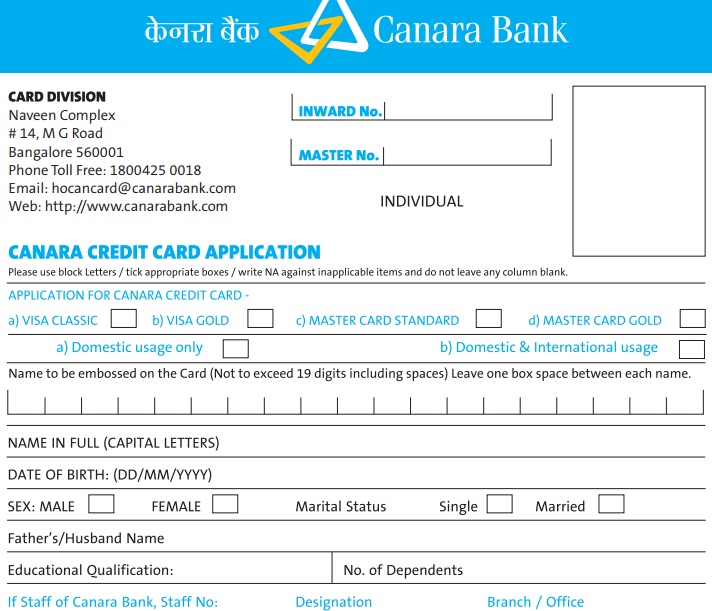 केनरा बैंक Canara Bank
CARD DIVISION
Naveen Complex
# 14, M G Road
Bangalore 560001
Phone Toll Free: 1800425 0018
Email: hocancard@canarabank.com
Web: http://www.canarabank.com
INWARD No.
MASTER No.
INDIVIDUAL
CANARA CREDIT CARD APPLICATION
Please use block Letters / tick appropriate boxes / write NA against inapplicable items and do not leave any column blank.
APPLICATION FOR CANARA CREDIT CARD -
a) VISA CLASSIC b) VISA GOLD c) MASTER CARD STANDARD d) MASTER CARD GOLD
a) Domestic usage only b) Domestic & International usage
Name to be embossed on the Card (Not to exceed 19 digits including spaces) Leave one box space between each name.
NAME IN FULL (CAPITAL LETTERS)
DATE OF BIRTH: (DD/MM/YYYY)
SEX: MALE FEMALE Marital Status Single Married
Father's/Husband Name
Educational Qualification: No. of Dependents
If Staff of Canara Bank, Staff No: Designation Branch / Office